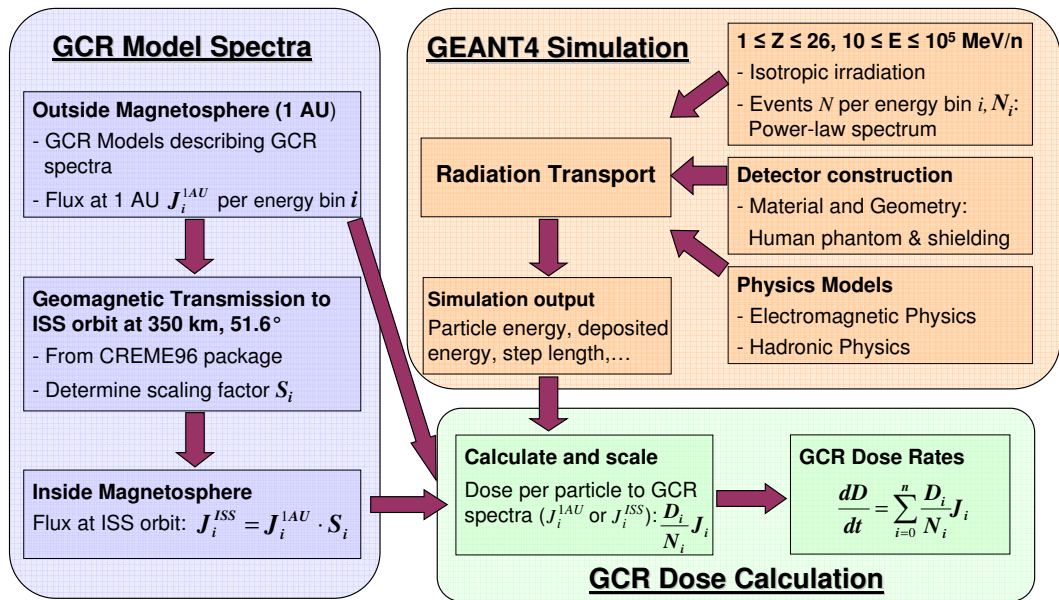 GCR Model Spectra
Outside Magnetosphere (1 AU)
- GCR Models describing GCR
spectra
- Flux at 1 AU J_i^{1AU} per energy bin i
Geomagnetic Transmission to
ISS orbit at 350 km, 51.6°
- From CREME96 package
- Determine scaling factor S_i
Inside Magnetosphere
Flux at ISS orbit: J_i^{ISS} = J_i^{1AU} · S_i
GEANT4 Simulation
1 ≤ Z ≤ 26, 10 ≤ E ≤ 10⁵ MeV/n
- Isotropic irradiation
- Events N per energy bin i, N_i:
Power-law spectrum
Radiation Transport
Detector construction
- Material and Geometry:
Human phantom & shielding
Physics Models
- Electromagnetic Physics
- Hadronic Physics
Simulation output
Particle energy, deposited
energy, step length,…
Calculate and scale
Dose per particle to GCR
spectra (J_i^{1AU} or J_i^{ISS}): \frac{D_i}{N_i} J_i
GCR Dose Rates
\frac{dD}{dt} = \sum_{i=0}^{n} \frac{D_i}{N_i} J_i
GCR Dose Calculation